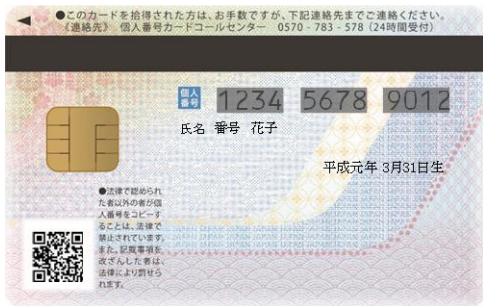 ●このカードを拾得された方は、お手数ですが、下記連絡先までご連絡ください。
《連絡先》 個人番号カードコールセンター 0570-783-578（24時間受付）
個人
番号
1234 5678 9012
氏名 番号 花子
平成元年 3月31日生
●法律で認められ
た者以外の者が個
人番号をコピーす
ることは、法律で
禁止されています。
また、記載事項を
改ざんした者は、
法律により罰せら
れます。